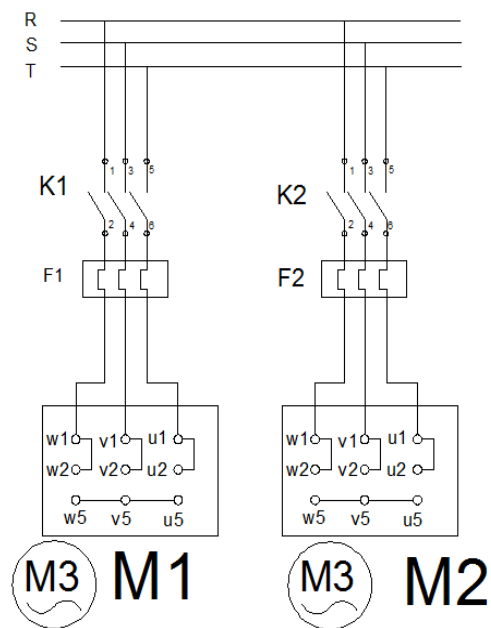 R
S
T
1 3 5 1 3 5
K1 K2
2 4 6 2 4 6
F1 F2
w1 v1 u1 w1 v1 u1
w2 v2 u2 w2 v2 u2
w5 v5 u5 w5 v5 u5
M3 M1 M3 M2